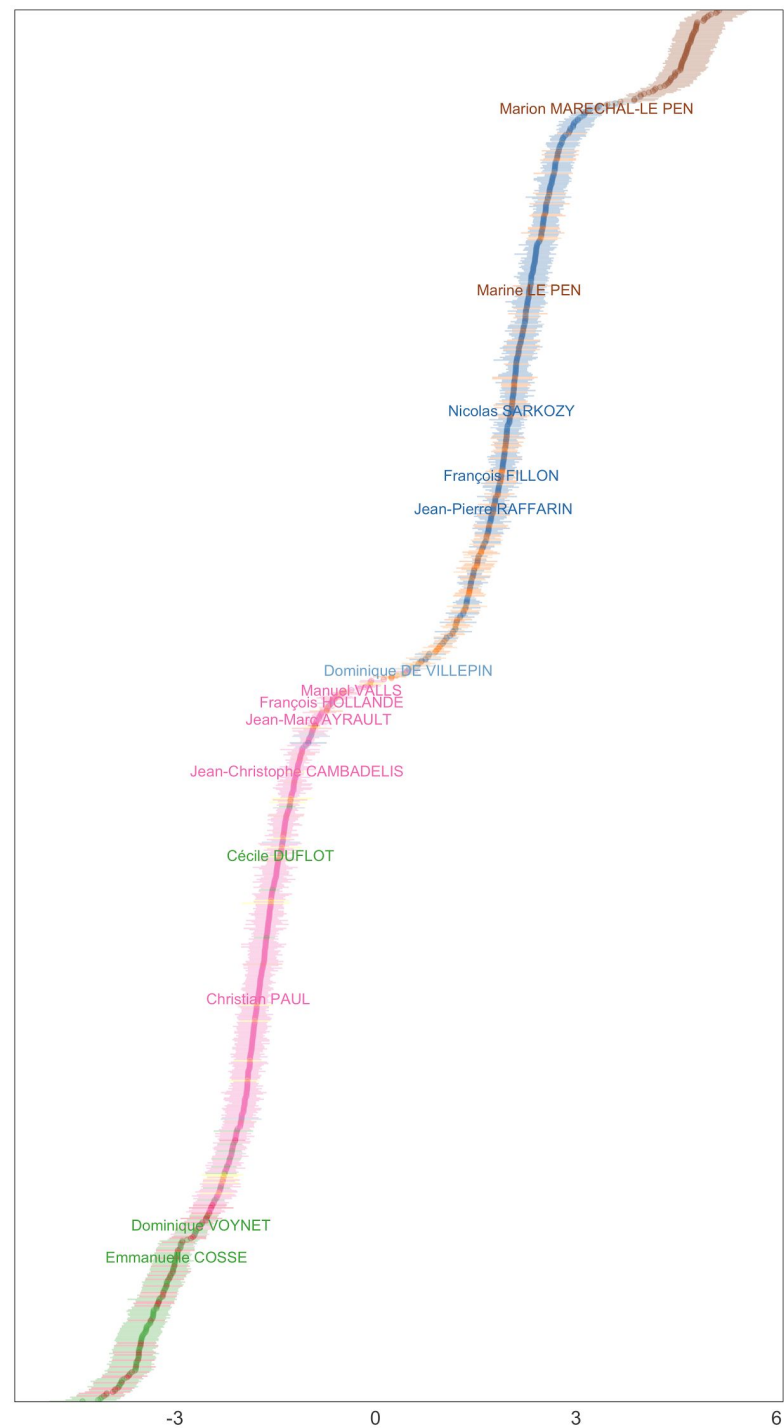 Marion MARECHAL-LE PEN
Marine LE PEN
Nicolas SARKOZY
François FILLON
Jean-Pierre RAFFARIN
Dominique DE VILLEPIN
Manuel VALLS
François HOLLANDE
Jean-Marc AYRAULT
Jean-Christophe CAMBADELIS
Cécile DUFLOT
Christian PAUL
Dominique VOYNET
Emmanuelle COSSE
-3 0 3 6